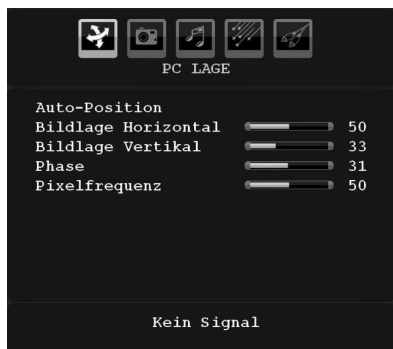 PC LAGE
Auto-Position
Bildlage Horizontal 50
Bildlage Vertikal 33
Phase 31
Pixelfrequenz 50
Kein Signal